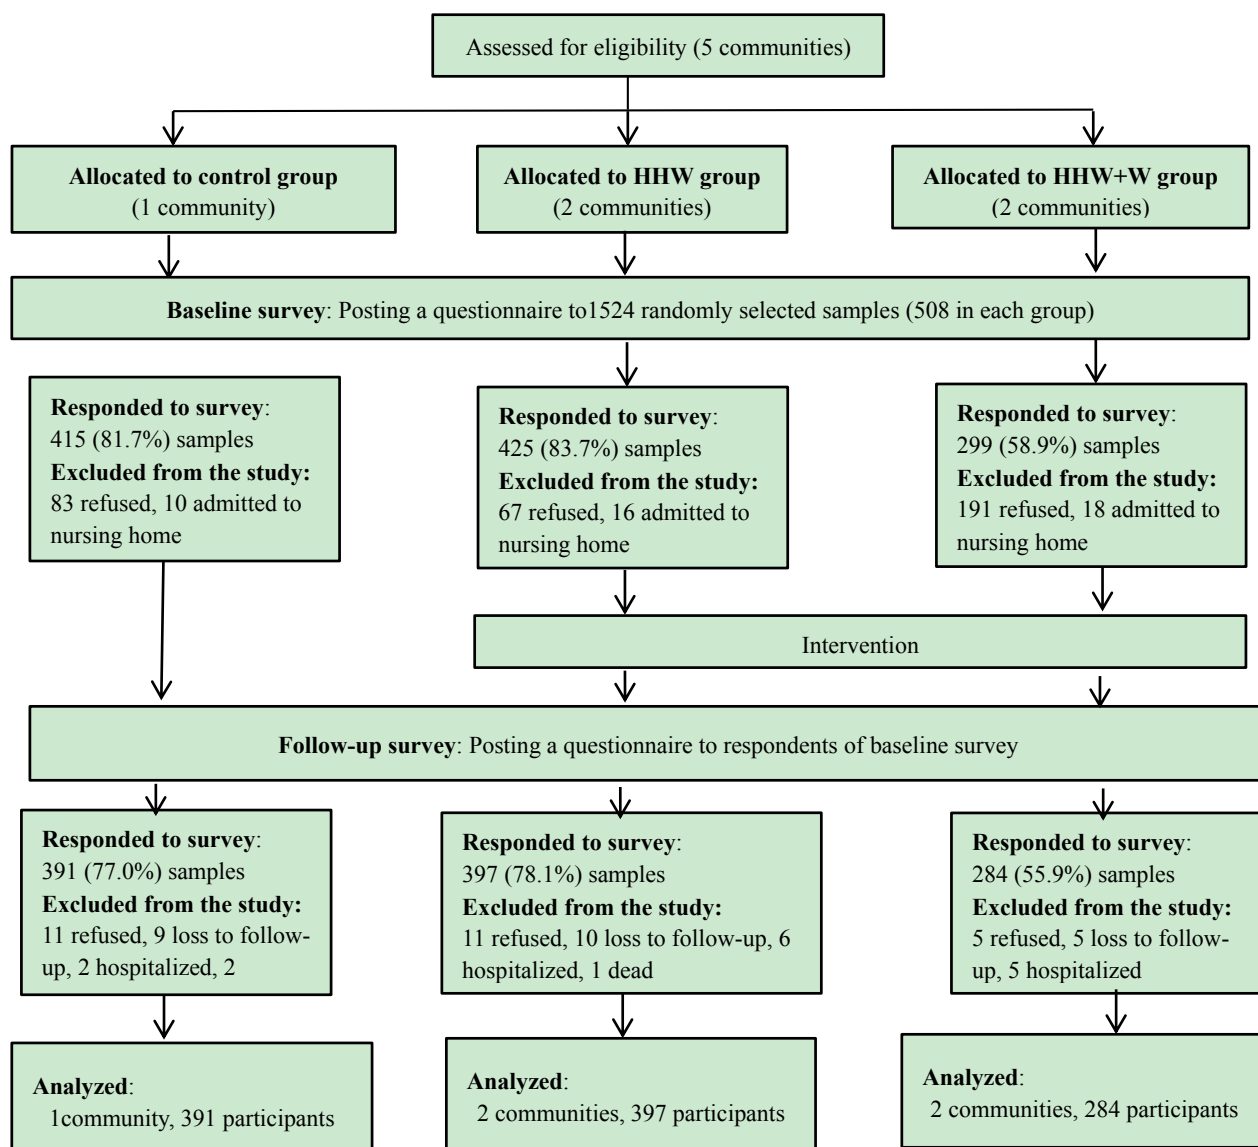 Assessed for eligibility (5 communities)
Allocated to control group
(1 community)
Allocated to HHW group
(2 communities)
Allocated to HHW+W group
(2 communities)
Baseline survey: Posting a questionnaire to1524 randomly selected samples (508 in each group)
Responded to survey:
415 (81.7%) samples
Excluded from the study:
83 refused, 10 admitted to
nursing home
Responded to survey:
425 (83.7%) samples
Excluded from the study:
67 refused, 16 admitted to
nursing home
Responded to survey:
299 (58.9%) samples
Excluded from the study:
191 refused, 18 admitted to
nursing home
Intervention
Follow-up survey: Posting a questionnaire to respondents of baseline survey
Responded to survey:
391 (77.0%) samples
Excluded from the study:
11 refused, 9 loss to follow-
up, 2 hospitalized, 2
Responded to survey:
397 (78.1%) samples
Excluded from the study:
11 refused, 10 loss to follow-up, 6
hospitalized, 1 dead
Responded to survey:
284 (55.9%) samples
Excluded from the study:
5 refused, 5 loss to follow-
up, 5 hospitalized
Analyzed:
1community, 391 participants
Analyzed:
2 communities, 397 participants
Analyzed:
2 communities, 284 participants